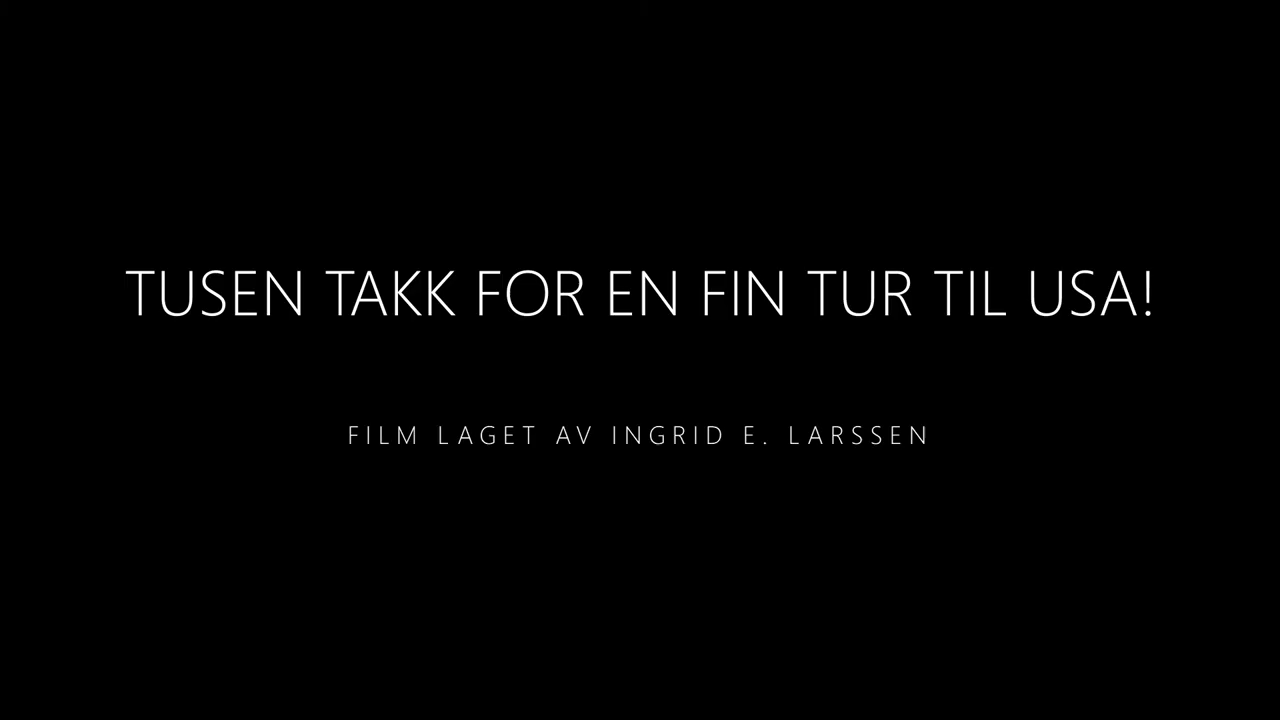 TUSEN TAKK FOR EN FIN TUR TIL USA!
FILM LAGET AV INGRID E. LARSSEN